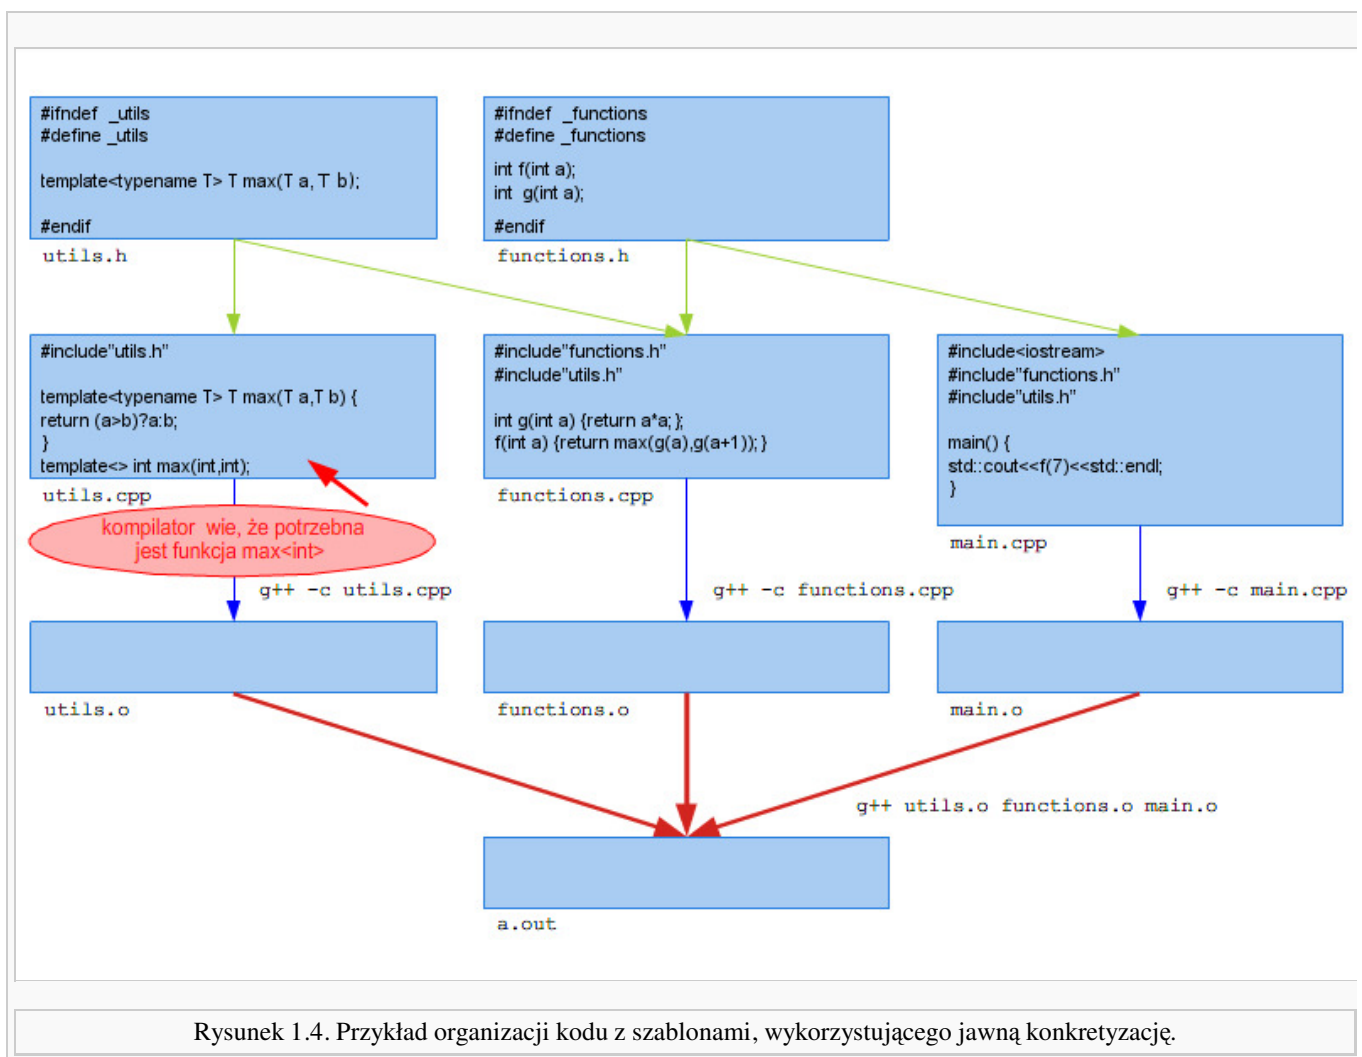 #ifndef _utils
#define _utils
template<typename T> T max(T a, T b);
#endif
utils.h
#ifndef _functions
#define _functions
int f(int a);
int g(int a);
#endif
functions.h
#include"utils.h"
template<typename T> T max(T a,T b) {
return (a>b)?a:b;
}
template<> int max(int,int);
utils.cpp
#include"functions.h"
#include"utils.h"
int g(int a) {return a*a; };
f(int a) {return max(g(a),g(a+1)); }
functions.cpp
#include<iostream>
#include"functions.h"
#include"utils.h"
main() {
std::cout<<f(7)<<std::endl;
}
main.cpp
kompilator wie, że potrzebna
jest funkcja max<int>
g++ -c utils.cpp
g++ -c functions.cpp
g++ -c main.cpp
utils.o
functions.o
main.o
g++ utils.o functions.o main.o
a.out
Rysunek 1.4. Przykład organizacji kodu z szablonami, wykorzystującego jawną konkretyzację.